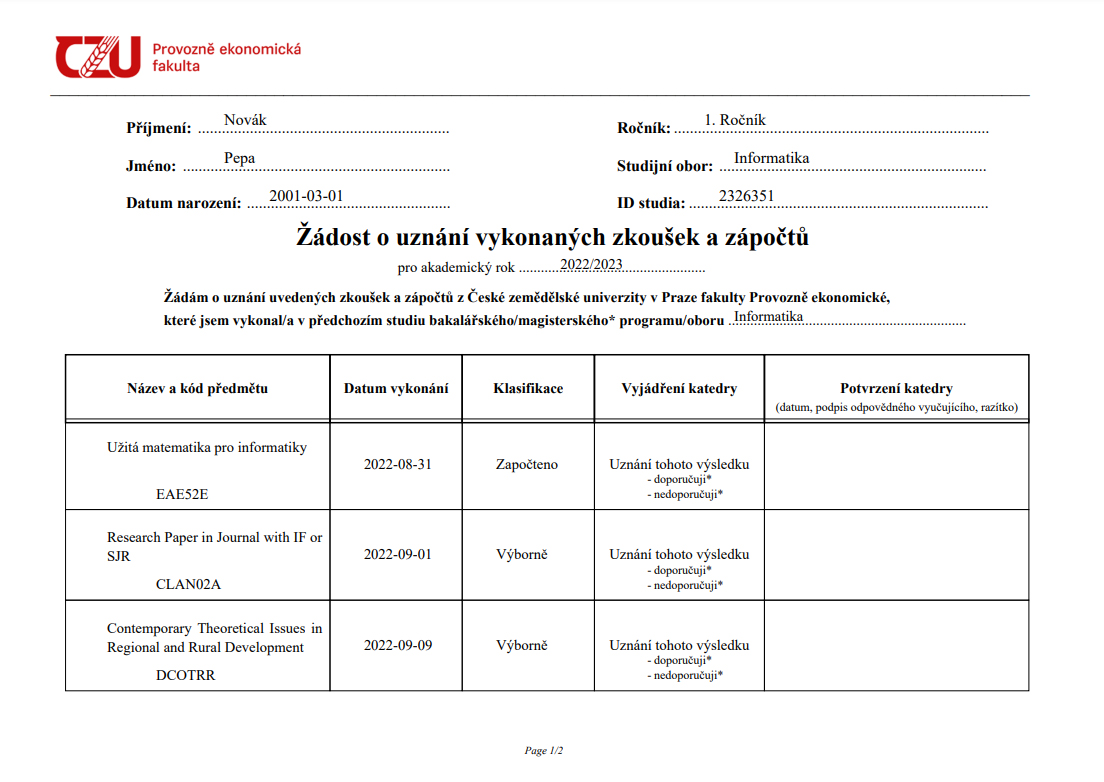 CZU Provozně ekonomická
fakulta
Příjmení: Novák
Ročník: 1. Ročník
Jméno: Pepa
Studijní obor: Informatika
Datum narození: 2001-03-01
ID studia: 2326351
Žádost o uznání vykonaných zkoušek a zápočtů
pro akademický rok 2022/2023
Žádám o uznání uvedených zkoušek a zápočtů z České zemědělské univerzity v Praze fakulty Provozně ekonomické,
které jsem vykonal/a v předchozím studiu bakalářského/magisterského* programu/oboru Informatika
Název a kód předmětu
Datum vykonání
Klasifikace
Vyjádření katedry
Potvrzení katedry
(datum, podpis odpovědného vyučujícího, razítko)
Užitá matematika pro informatiky
EAE52E
2022-08-31
Započteno
Uznání tohoto výsledku
- doporučuji*
- nedoporučuji*
Research Paper in Journal with IF or
SJR
CLAN02A
2022-09-01
Výborně
Uznání tohoto výsledku
- doporučuji*
- nedoporučuji*
Contemporary Theoretical Issues in
Regional and Rural Development
DCOTRR
2022-09-09
Výborně
Uznání tohoto výsledku
- doporučuji*
- nedoporučuji*
Page 1/2